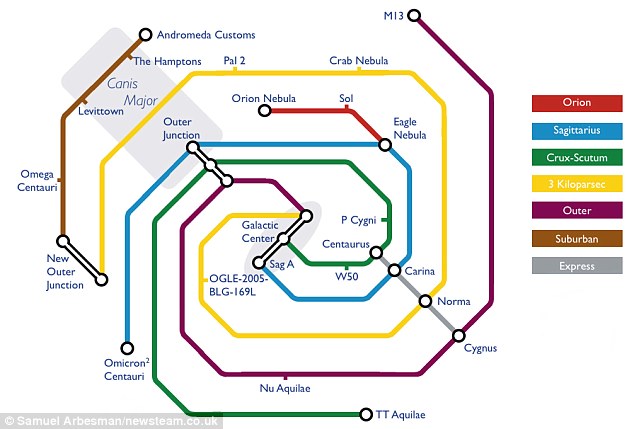 M13
Andromeda Customs
The Hamptons
Pal 2
Crab Nebula
Canis
Major
Levittown
Orion Nebula
Sol
Orion
Outer
Junction
Eagle
Nebula
Sagittarius
Crux-Scutum
Omega
Centauri
3 Kiloparsec
P Cygni
Outer
Galactic
Center
Centaurus
Suburban
New
Outer
Junction
Sag A
W50
Carina
Express
OGLE-2005-
BLG-169L
Norma
Omicron²
Centauri
Cygnus
Nu Aquilae
TT Aquilae
© Samuel Arbesman/newsteam.co.uk